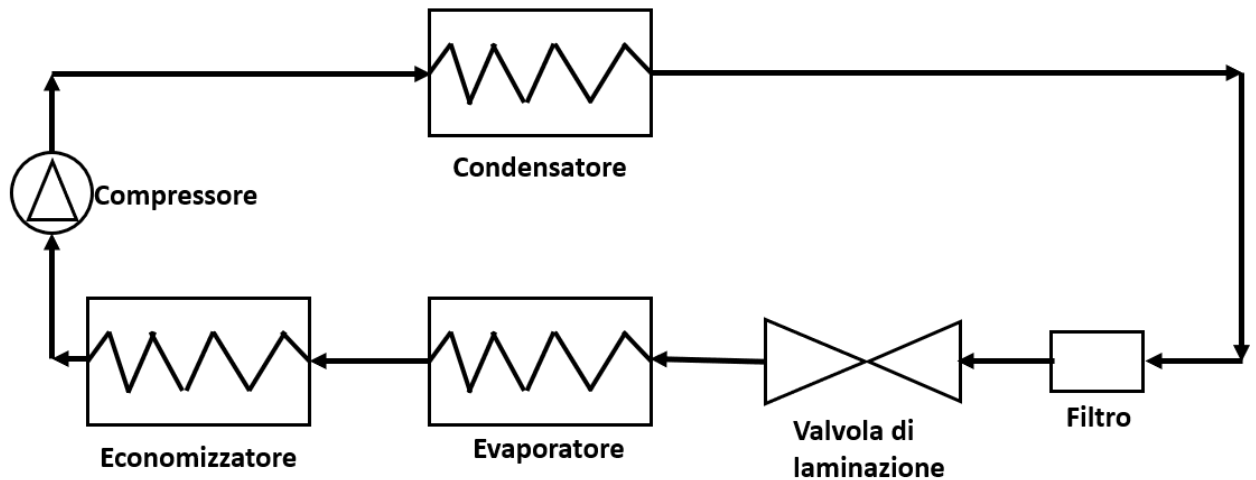 Condensatore
Compressore
Economizzatore
Evaporatore
Valvola di
laminazione
Filtro